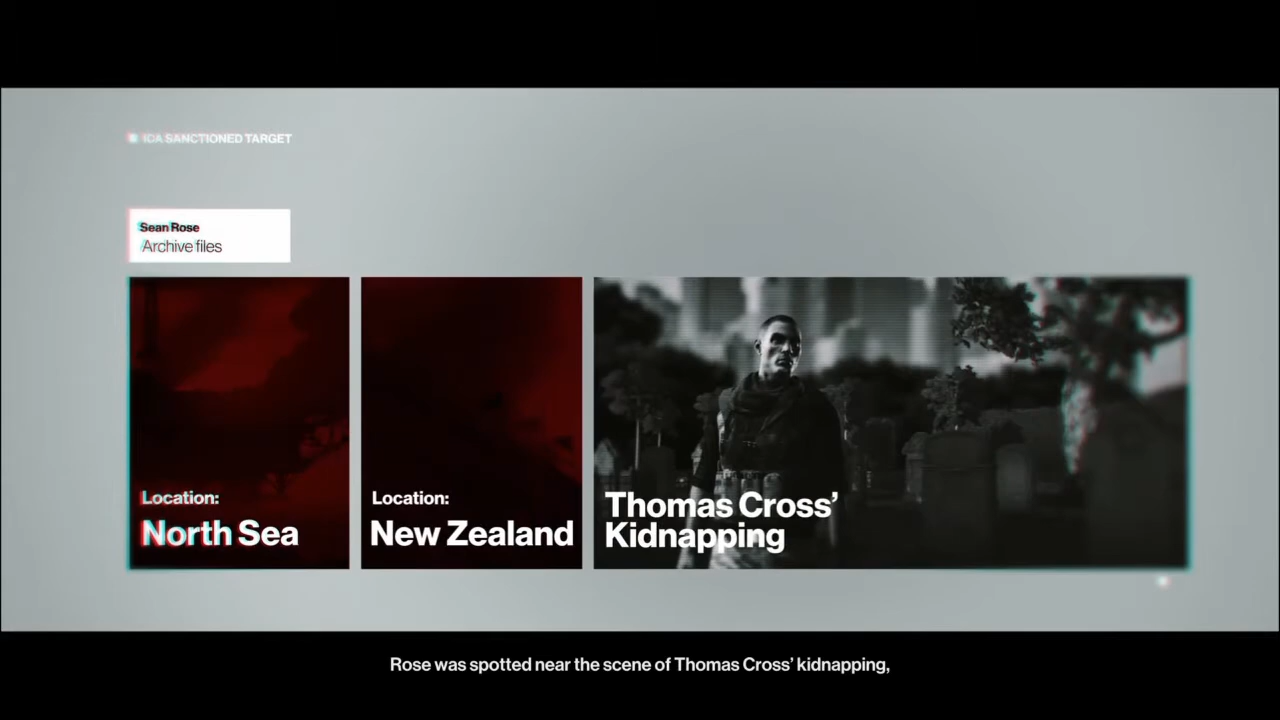 ICA SANCTIONED TARGET
Sean Rose
Archive files
Location:
North Sea
Location:
New Zealand
Thomas Cross’
Kidnapping
Rose was spotted near the scene of Thomas Cross’ kidnapping,